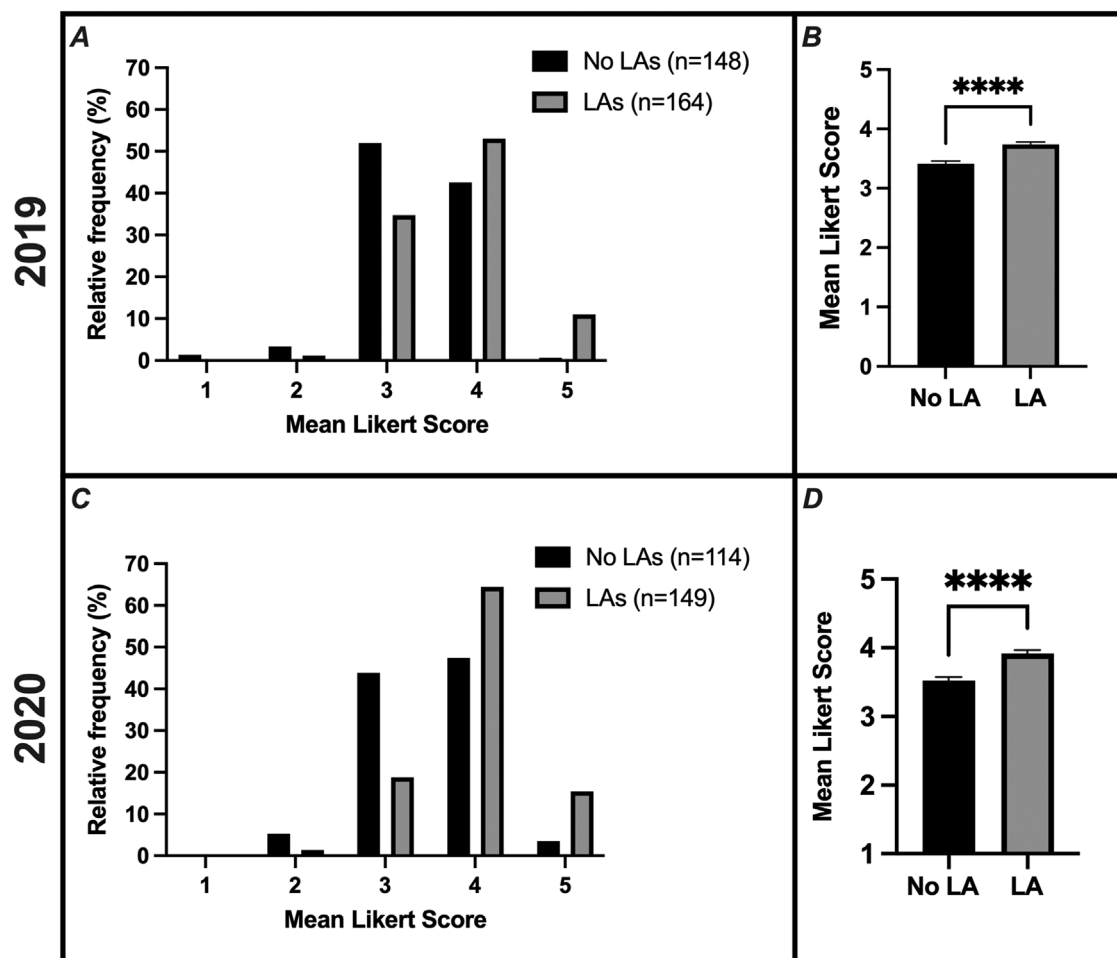 2019
A
No LAs (n=148)
LAs (n=164)
Relative frequency (%)
70
60
50
40
30
20
10
0
1 2 3 4 5
Mean Likert Score
B
****
Mean Likert Score
5
4
3
2
1
0
No LA LA
2020
C
No LAs (n=114)
LAs (n=149)
Relative frequency (%)
70
60
50
40
30
20
10
0
1 2 3 4 5
Mean Likert Score
D
****
Mean Likert Score
5
4
3
2
1
No LA LA